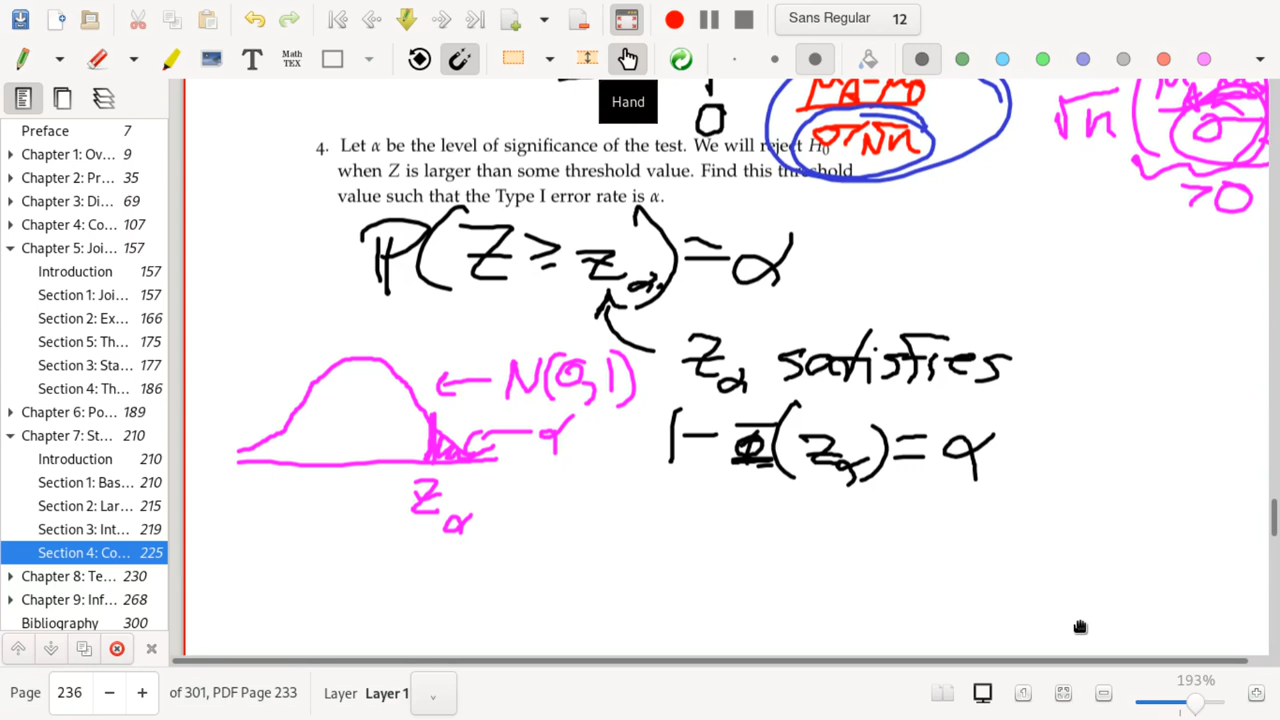 Sans Regular 12
T Math TEX
Hand
Preface 7
Chapter 1: Ov... 9
Chapter 2: Pr... 35
Chapter 3: Di... 69
Chapter 4: Co... 107
Chapter 5: Joi... 157
Introduction 157
Section 1: Joi... 157
Section 2: Ex... 166
Section 5: Th... 175
Section 3: Sta... 177
Section 4: Th... 186
Chapter 6: Po... 189
Chapter 7: St... 210
Introduction 210
Section 1: Bas... 210
Section 2: Lar... 215
Section 3: Int... 219
Section 4: Co... 225
Chapter 8: Te... 230
Chapter 9: Inf... 268
Bibliography 300
0
μA-μ0
σ/√n
√n
σ
>0
4. Let α be the level of significance of the test. We will reject H0
when Z is larger than some threshold value. Find this threshold
value such that the Type I error rate is α.
P(Z ≥ zα) = α
zα satisfies
1 - Φ(zα) = α
← N(0,1)
← α
zα
Page 236 − + of 301, PDF Page 233 Layer Layer 1 193%